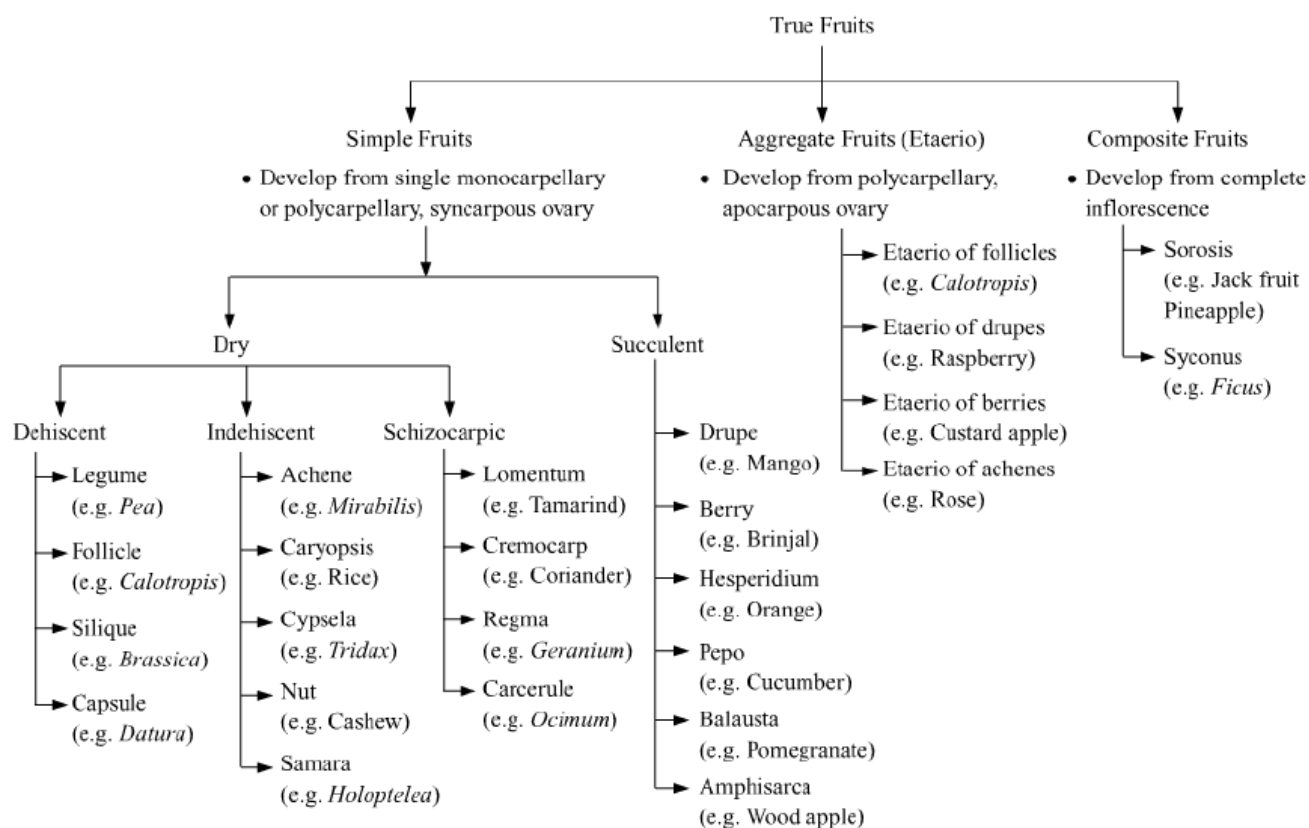 True Fruits
Simple Fruits
• Develop from single monocarpellary
or polycarpellary, syncarpous ovary
Aggregate Fruits (Etaerio)
• Develop from polycarpellary,
apocarpous ovary
Composite Fruits
• Develop from complete
inflorescence
Etaerio of follicles
(e.g. Calotropis)
Etaerio of drupes
(e.g. Raspberry)
Etaerio of berries
(e.g. Custard apple)
Etaerio of achenes
(e.g. Rose)
Sorosis
(e.g. Jack fruit
Pineapple)
Syconus
(e.g. Ficus)
Dry
Succulent
Dehiscent
Legume
(e.g. Pea)
Follicle
(e.g. Calotropis)
Silique
(e.g. Brassica)
Capsule
(e.g. Datura)
Indehiscent
Achene
(e.g. Mirabilis)
Caryopsis
(e.g. Rice)
Cypsela
(e.g. Tridax)
Nut
(e.g. Cashew)
Samara
(e.g. Holoptelea)
Schizocarpic
Lomentum
(e.g. Tamarind)
Cremocarp
(e.g. Coriander)
Regma
(e.g. Geranium)
Carcerule
(e.g. Ocimum)
Drupe
(e.g. Mango)
Berry
(e.g. Brinjal)
Hesperidium
(e.g. Orange)
Pepo
(e.g. Cucumber)
Balausta
(e.g. Pomegranate)
Amphisarca
(e.g. Wood apple)